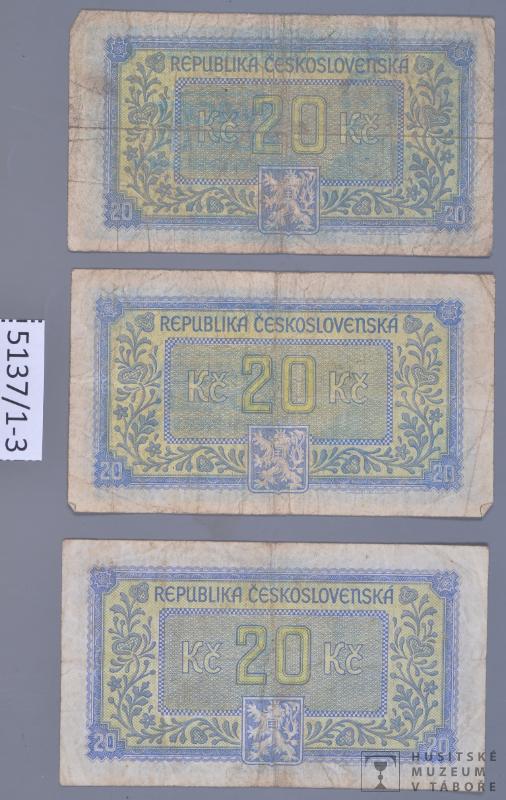 REPUBLIKA ČESKOSLOVENSKÁ
Kč 20 Kč
20 20
REPUBLIKA ČESKOSLOVENSKÁ
Kč 20 Kč
20 20
REPUBLIKA ČESKOSLOVENSKÁ
Kč 20 Kč
20 20
5137/1-3
HUSITSKÉ
MUZEUM
V TÁBOŘE